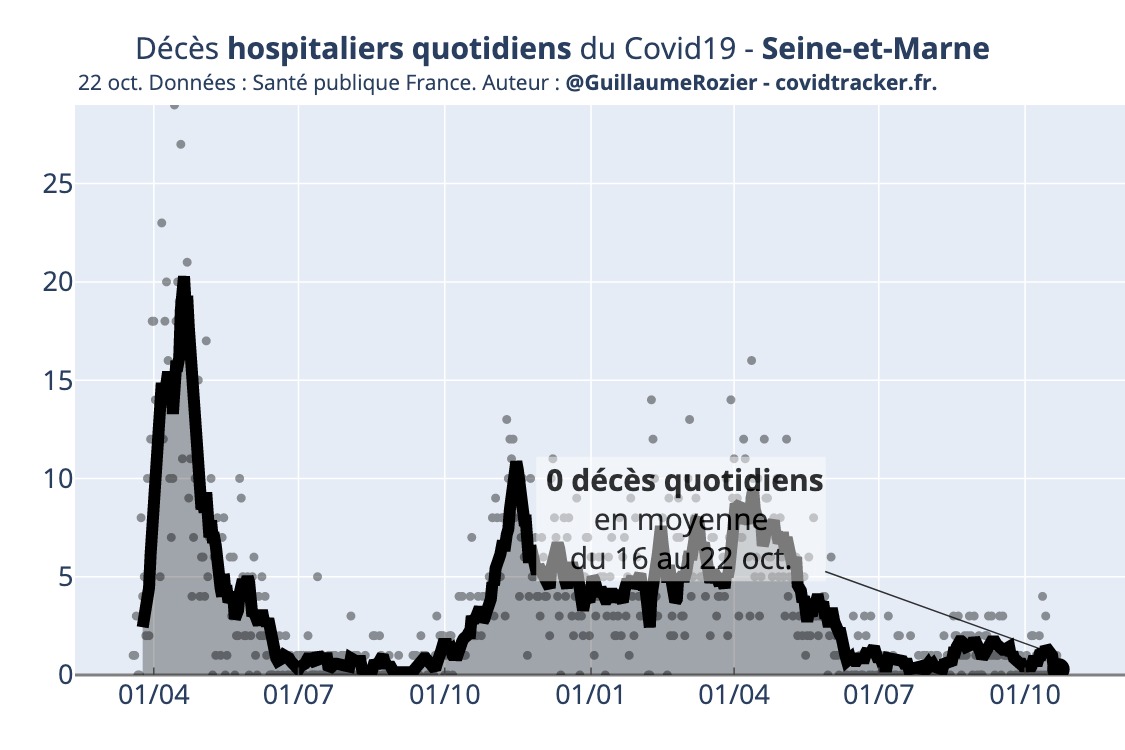 Décès hospitaliers quotidiens du Covid19 - Seine-et-Marne
22 oct. Données : Santé publique France. Auteur : @GuillaumeRozier - covidtracker.fr.
25
20
15
10
5
0
0 décès quotidiens
en moyenne
du 16 au 22 oct.
01/04 01/07 01/10 01/01 01/04 01/07 01/10